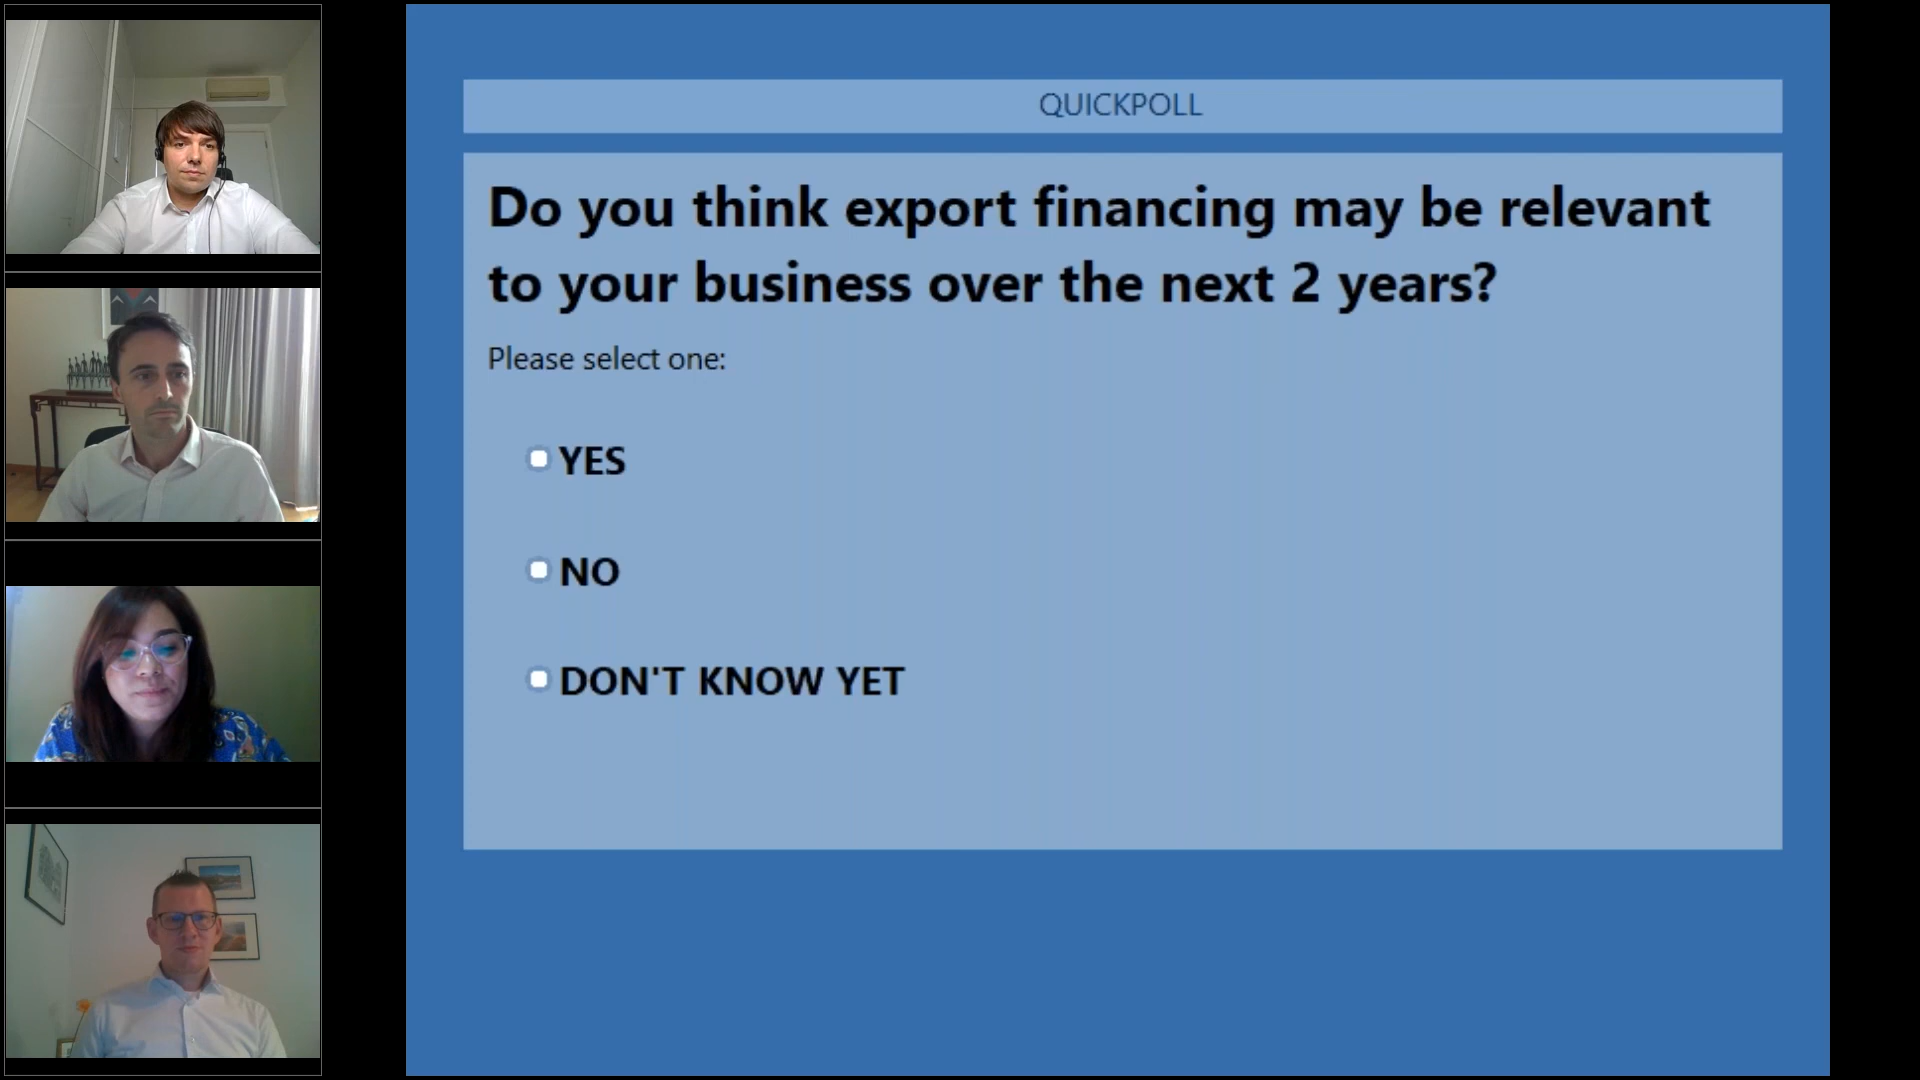 QUICKPOLL
Do you think export financing may be relevant
to your business over the next 2 years?
Please select one:
YES
NO
DON'T KNOW YET